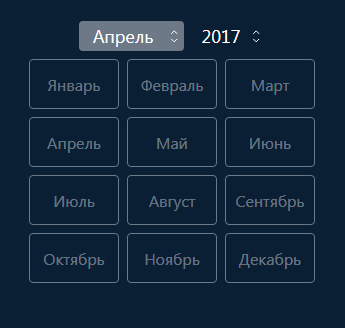 Апрель 2017
Январь Февраль Март
Апрель Май Июнь
Июль Август Сентябрь
Октябрь Ноябрь Декабрь